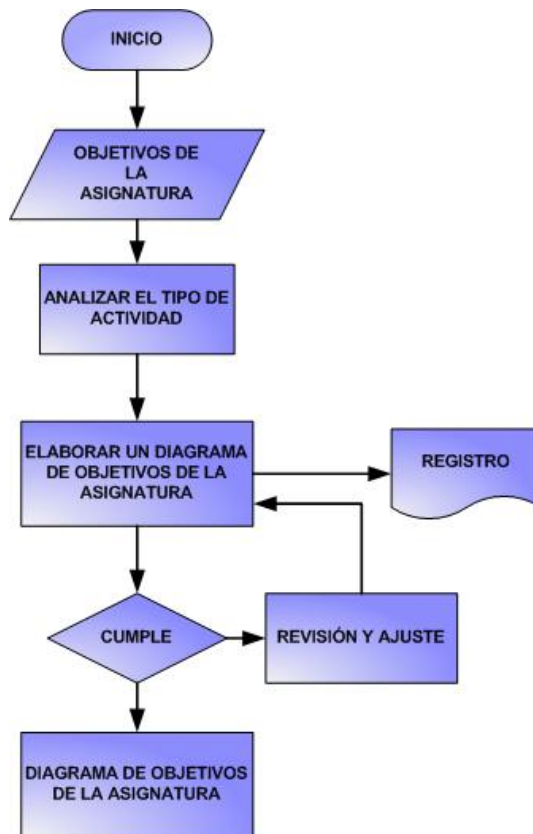 INICIO
OBJETIVOS DE
LA
ASIGNATURA
ANALIZAR EL TIPO DE
ACTIVIDAD
ELABORAR UN DIAGRAMA
DE OBJETIVOS DE LA
ASIGNATURA
REGISTRO
CUMPLE
REVISIÓN Y AJUSTE
DIAGRAMA DE OBJETIVOS
DE LA ASIGNATURA